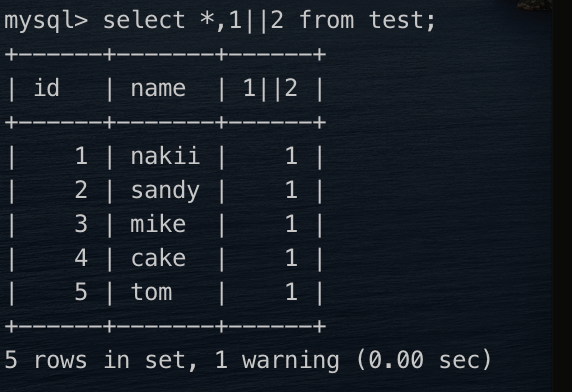 mysql> select *,1||2 from test;
+------+-------+------+
| id   | name  | 1||2 |
+------+-------+------+
|    1 | nakii |    1 |
|    2 | sandy |    1 |
|    3 | mike  |    1 |
|    4 | cake  |    1 |
|    5 | tom   |    1 |
+------+-------+------+
5 rows in set, 1 warning (0.00 sec)